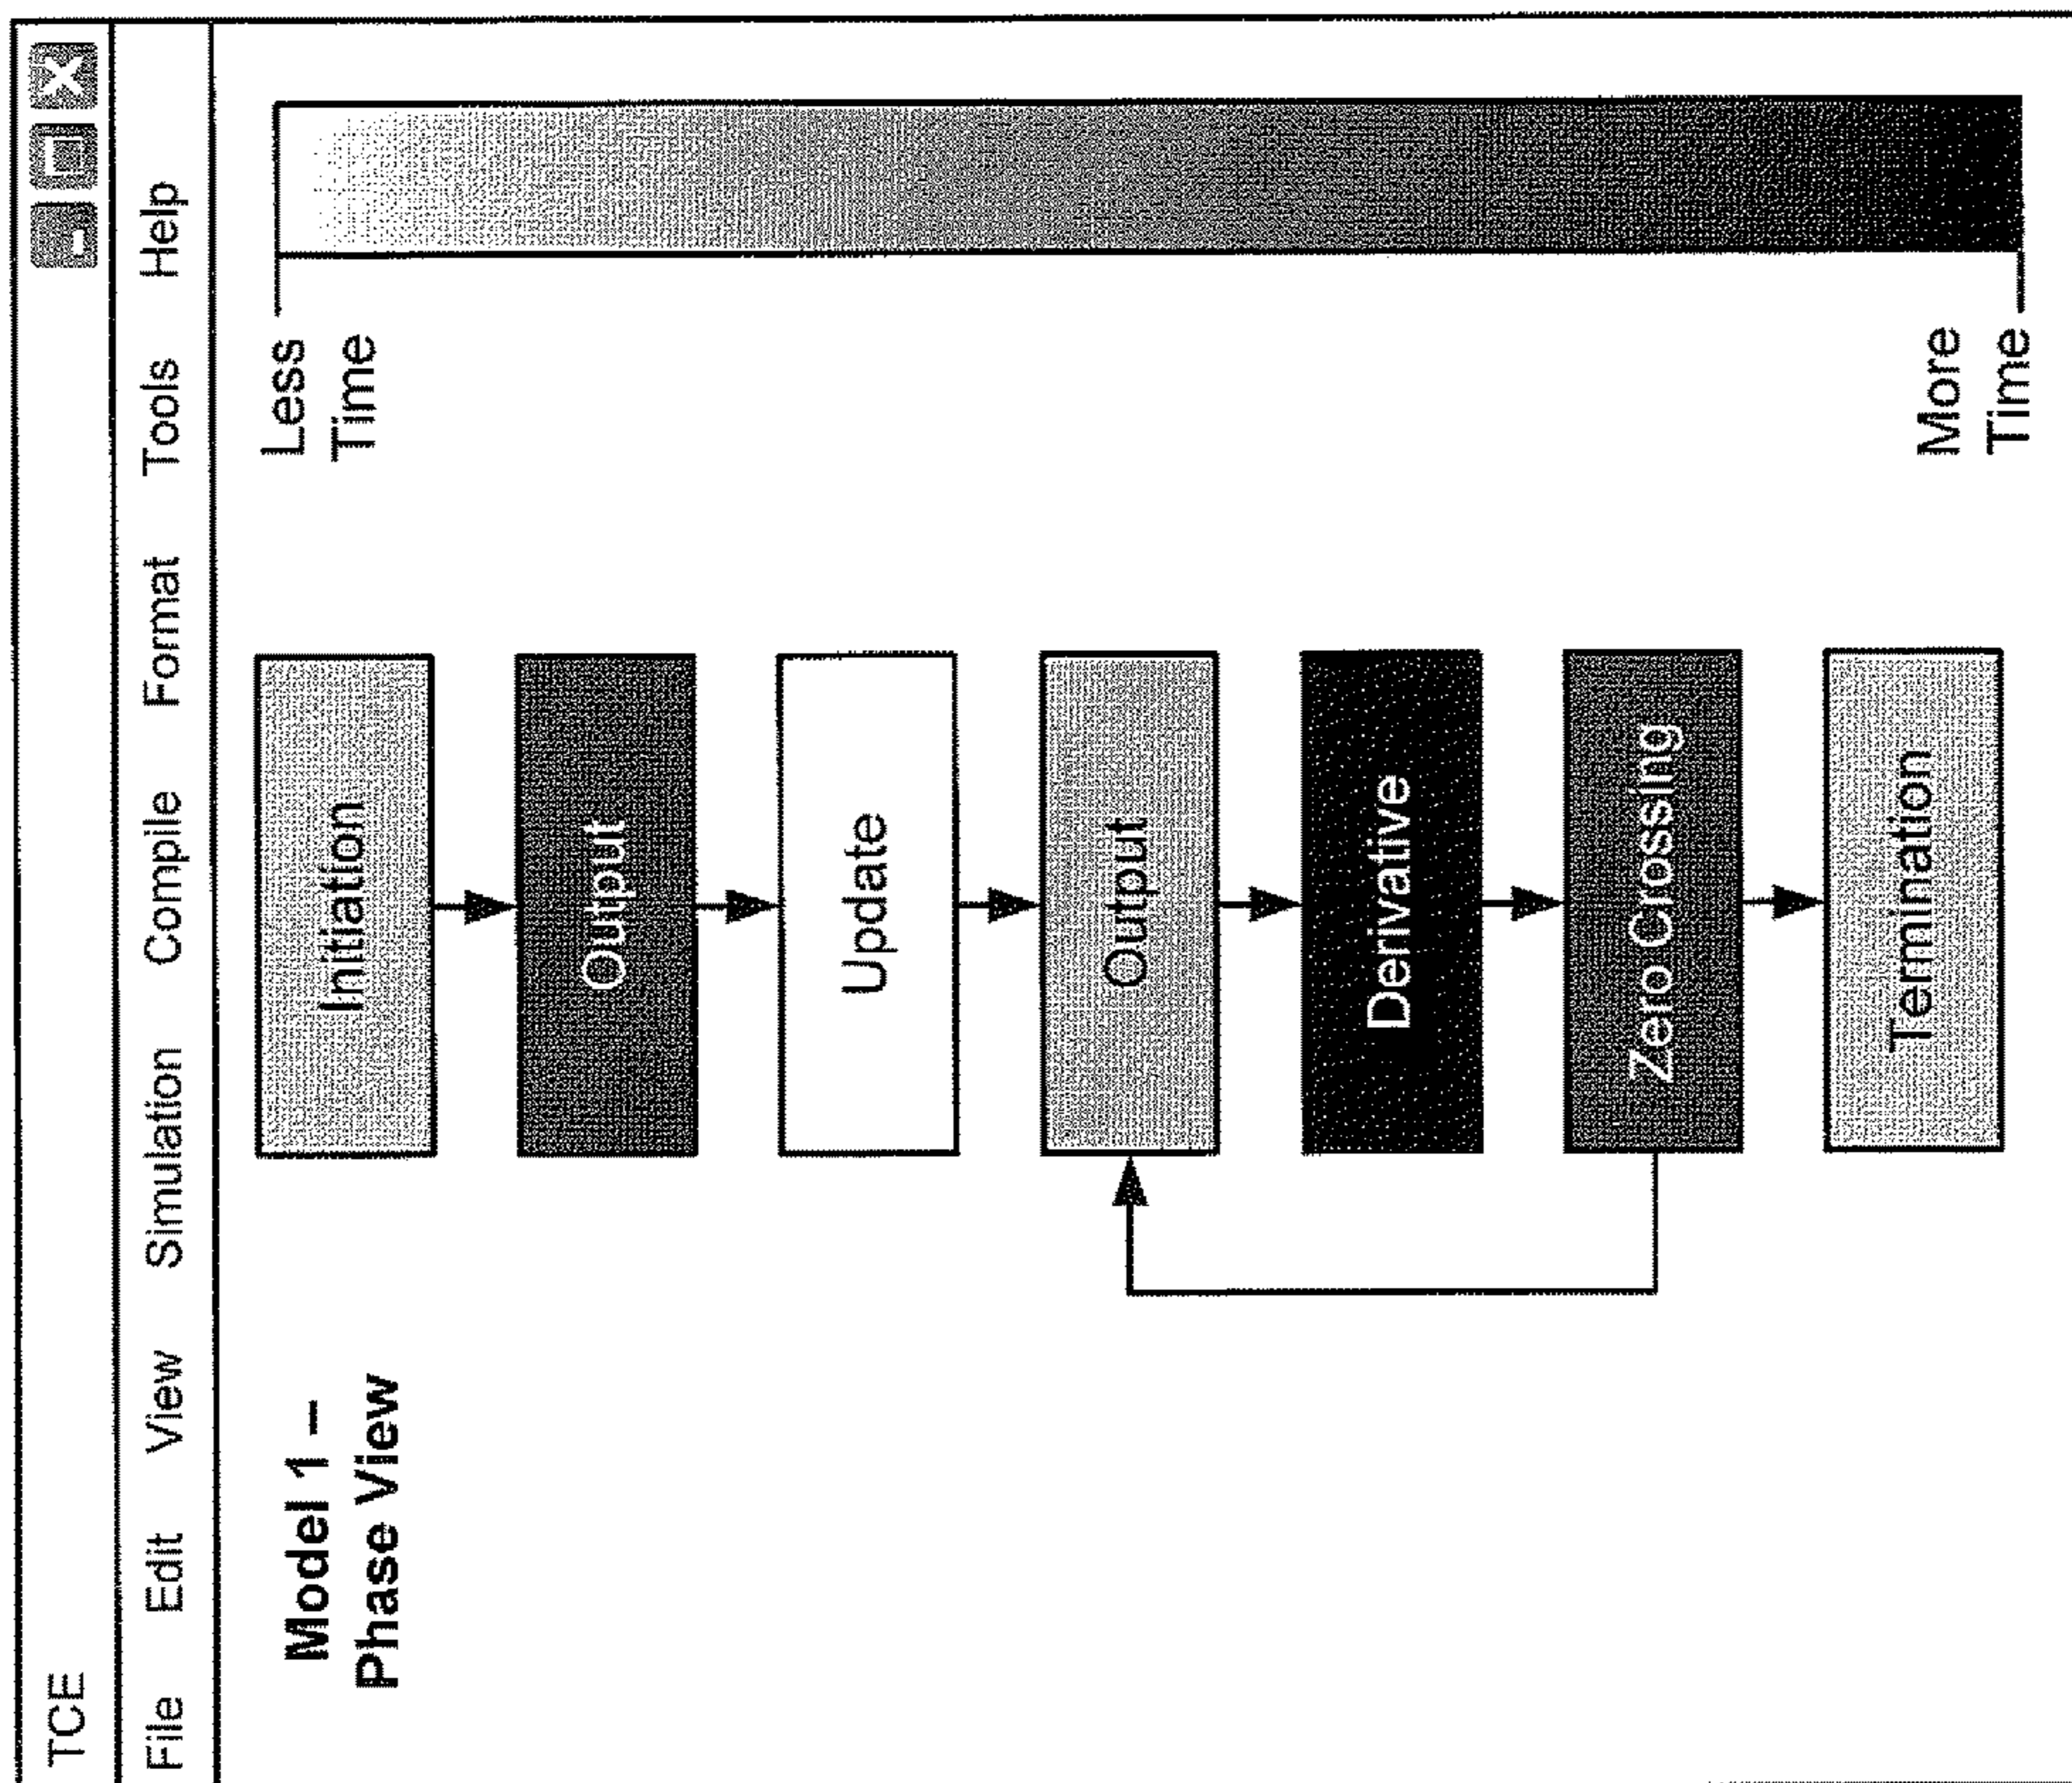 TCE
File Edit View Simulation Compile Format Tools Help
Model 1 –
Phase View
Initiation
Output
Update
Output
Derivative
Zero Crossing
Termination
Less
Time
More
Time